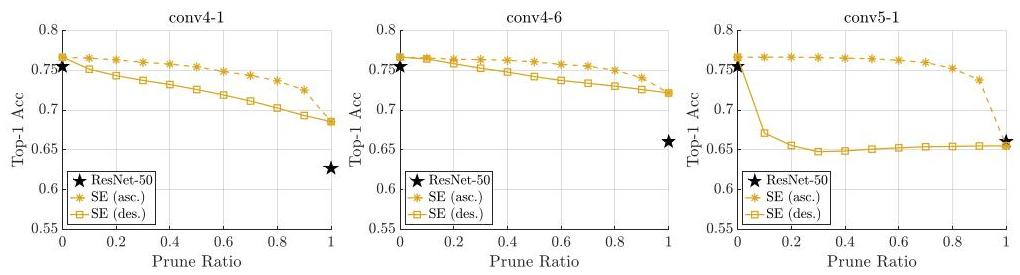 conv4-1
0.8
0.75
0.7
0.65
0.6
0.55
Top-1 Acc
ResNet-50
SE (asc.)
SE (des.)
0 0.2 0.4 0.6 0.8 1
Prune Ratio
conv4-6
0.8
0.75
0.7
0.65
0.6
0.55
Top-1 Acc
ResNet-50
SE (asc.)
SE (des.)
0 0.2 0.4 0.6 0.8 1
Prune Ratio
conv5-1
0.8
0.75
0.7
0.65
0.6
0.55
Top-1 Acc
ResNet-50
SE (asc.)
SE (des.)
0 0.2 0.4 0.6 0.8 1
Prune Ratio